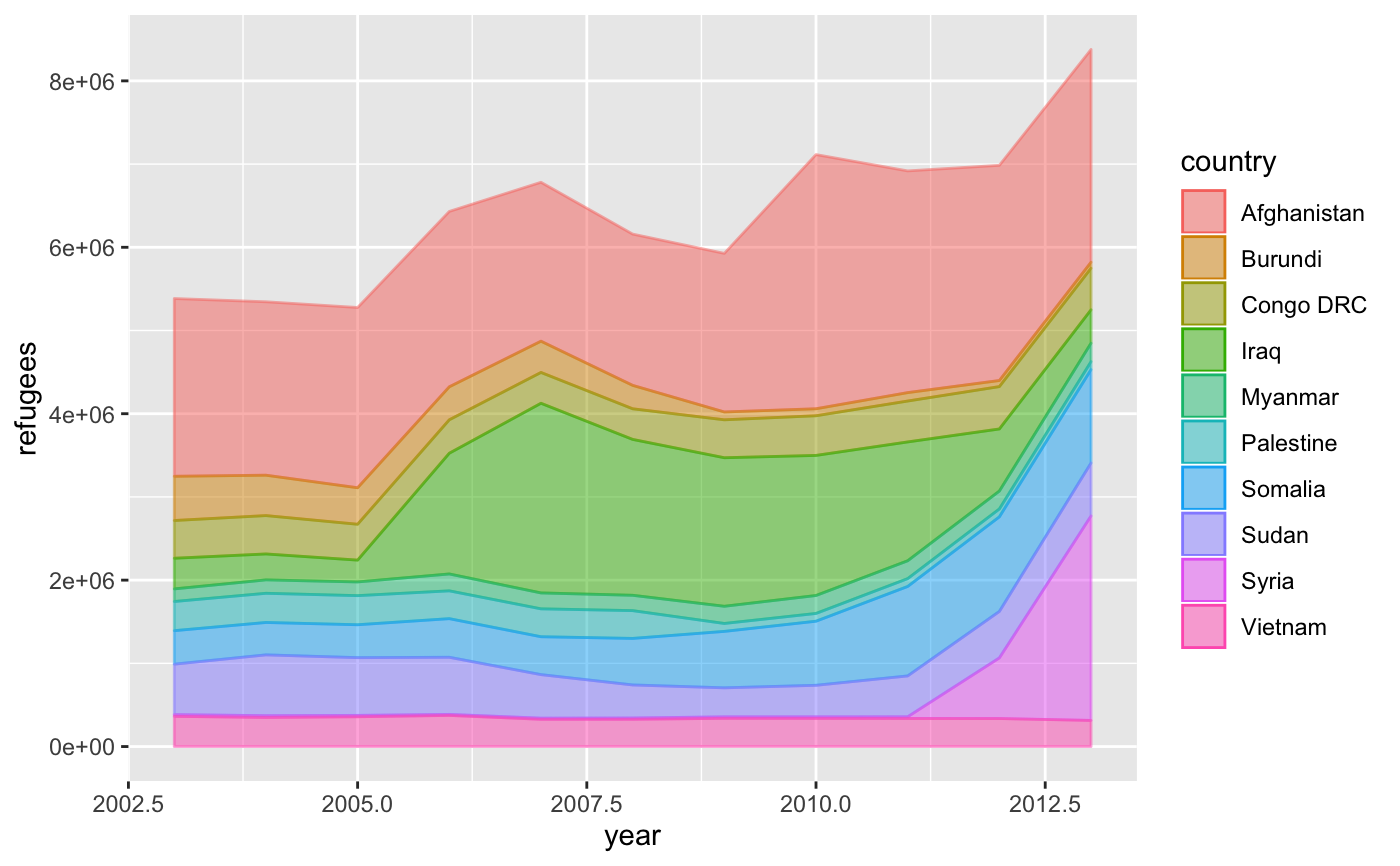 8e+06
6e+06
4e+06
2e+06
0e+00
refugees
2002.5 2005.0 2007.5 2010.0 2012.5
year
country
Afghanistan
Burundi
Congo DRC
Iraq
Myanmar
Palestine
Somalia
Sudan
Syria
Vietnam